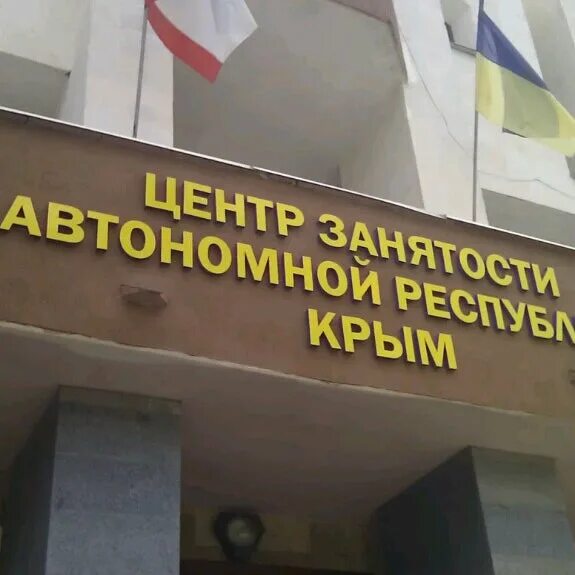 ЦЕНТР ЗАНЯТОСТИ
АВТОНОМНОЙ РЕСПУБЛ
КРЫМ